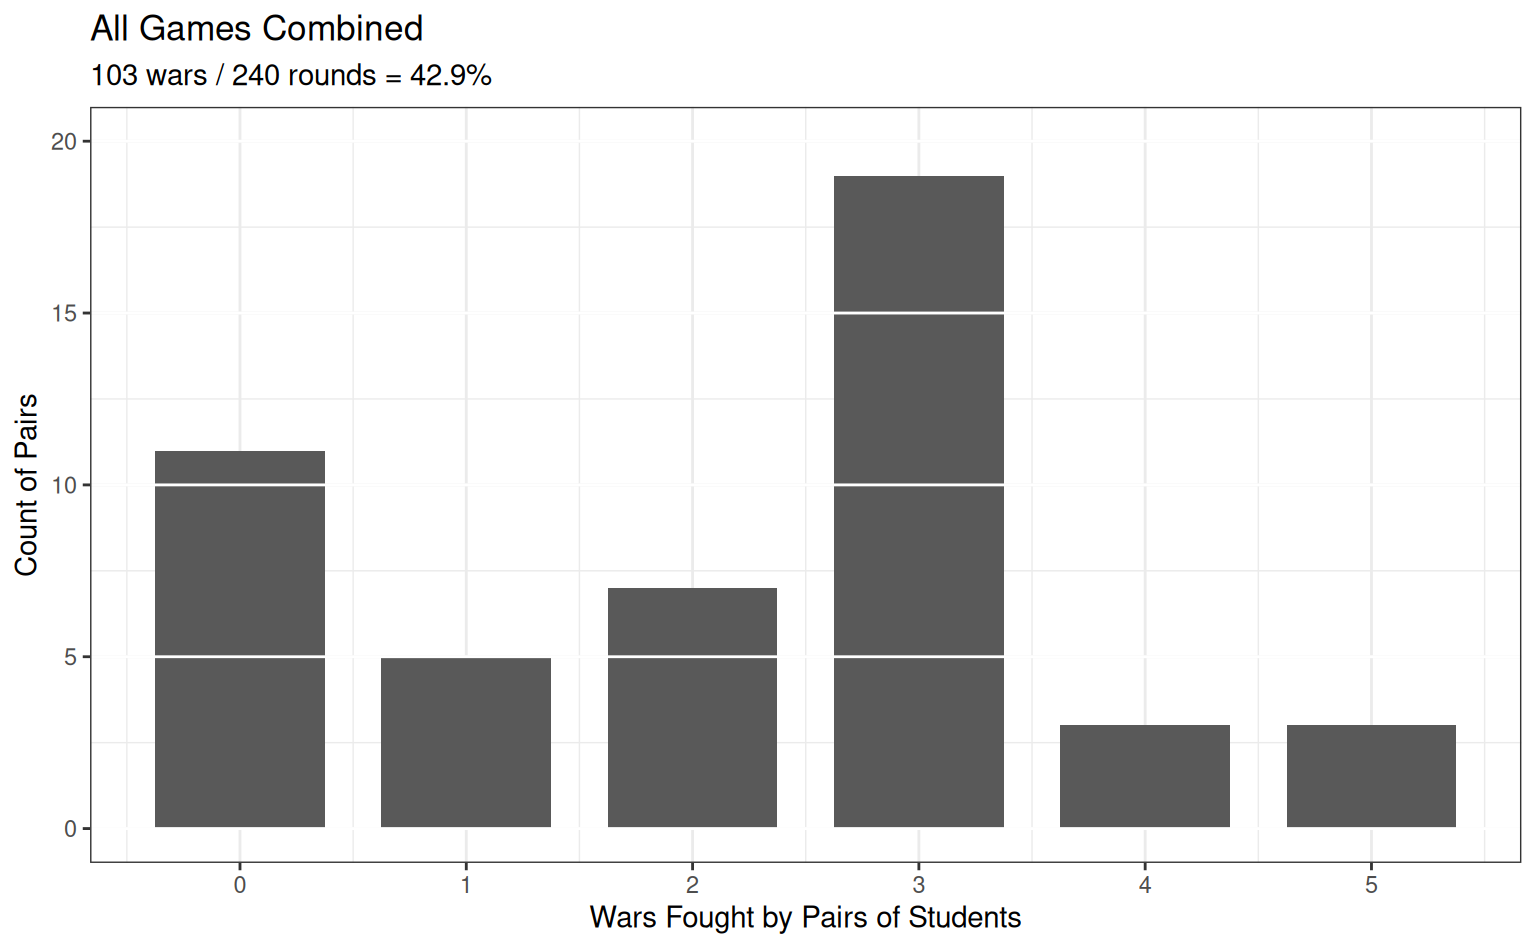 All Games Combined
103 wars / 240 rounds = 42.9%
20
15
10
5
0
Count of Pairs
0 1 2 3 4 5
Wars Fought by Pairs of Students